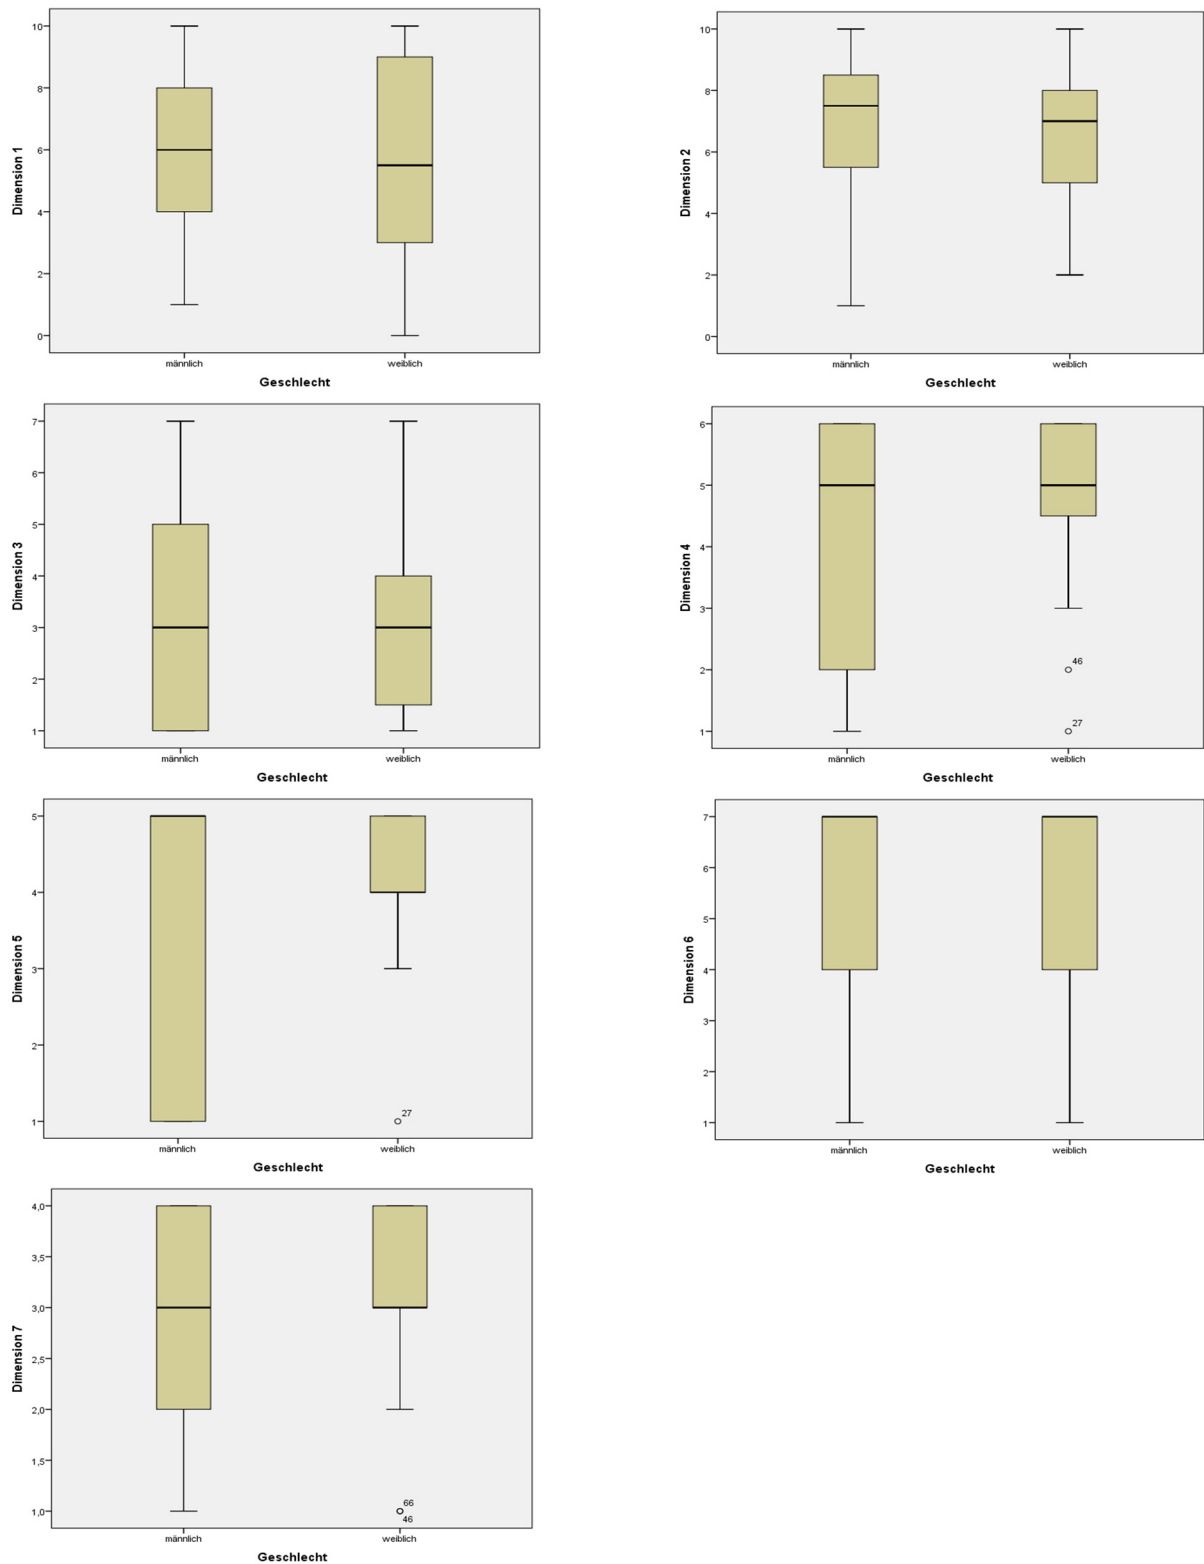 Dimension 1
10
8
6
4
2
0
männlich
weiblich
Geschlecht
Dimension 2
10
8
6
4
2
0
männlich
weiblich
Geschlecht
Dimension 3
7
6
5
4
3
2
1
männlich
weiblich
Geschlecht
Dimension 4
6
5
4
3
2
1
46
27
männlich
weiblich
Geschlecht
Dimension 5
5
4
3
2
1
27
männlich
weiblich
Geschlecht
Dimension 6
7
6
5
4
3
2
1
männlich
weiblich
Geschlecht
Dimension 7
4,0
3,5
3,0
2,5
2,0
1,5
1,0
66
46
männlich
weiblich
Geschlecht